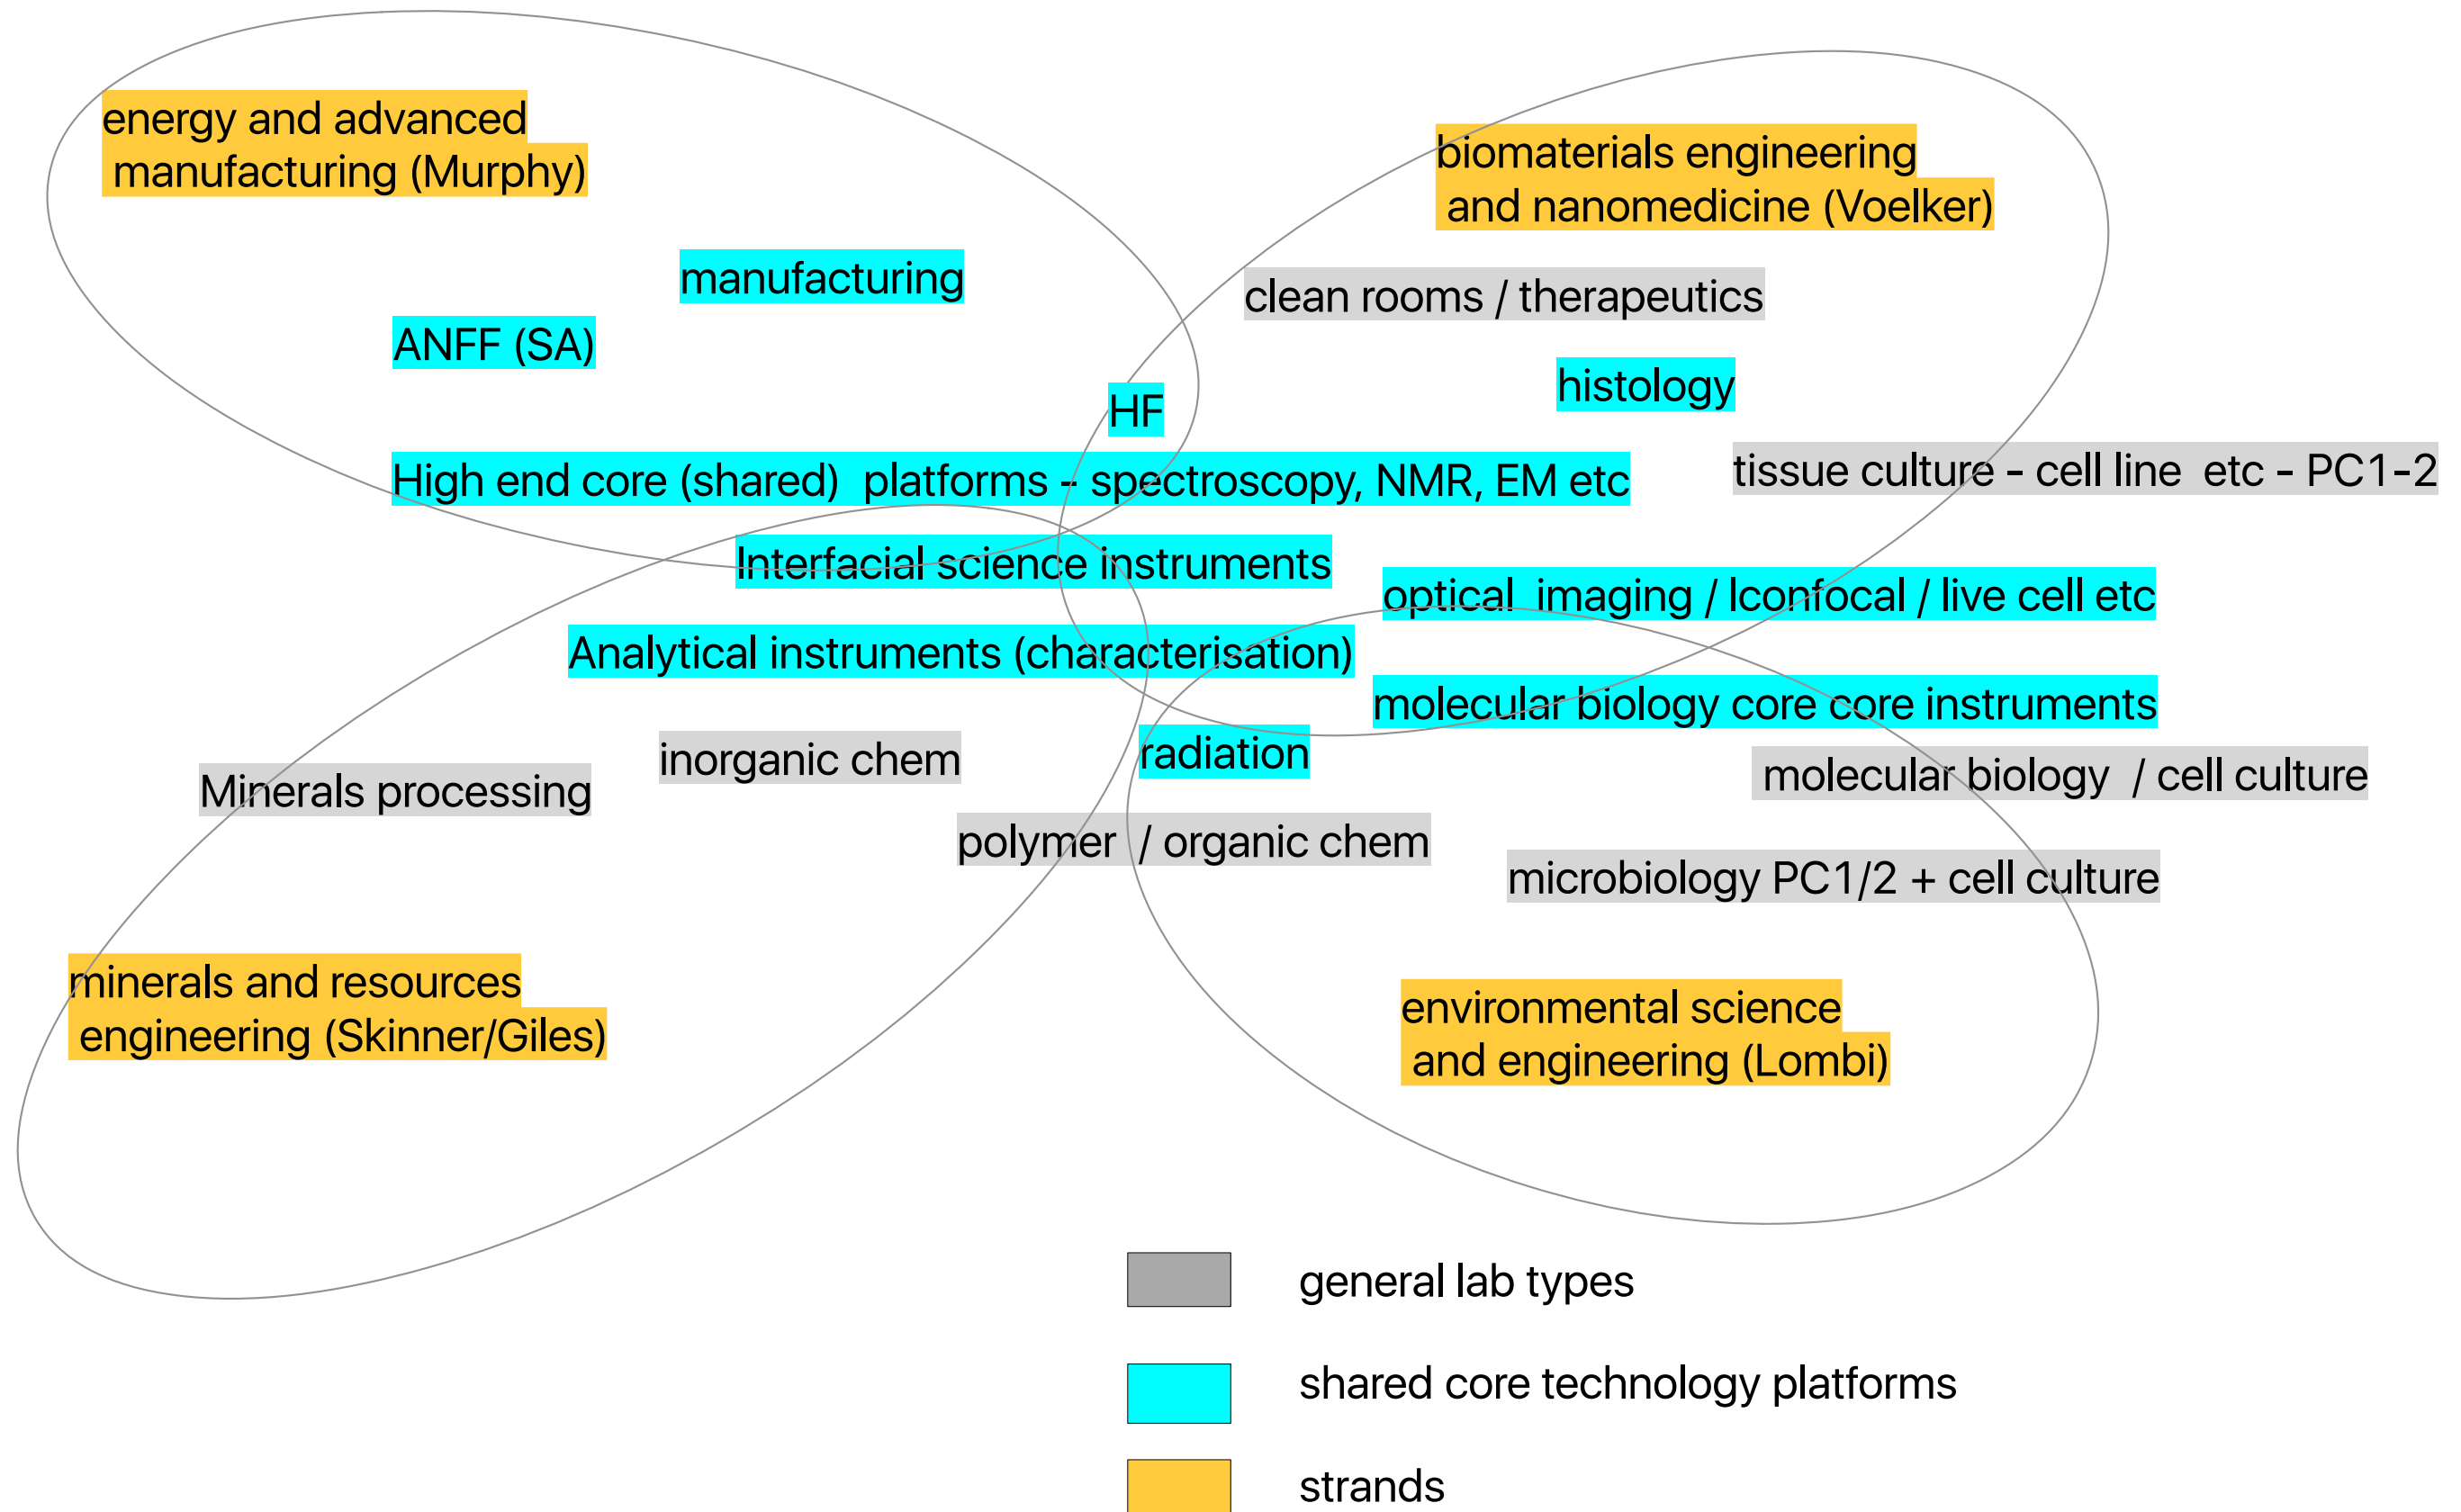 energy and advanced
manufacturing (Murphy)
biomaterials engineering
and nanomedicine (Voelker)
manufacturing
clean rooms / therapeutics
ANFF (SA)
histology
HF
High end core (shared)  platforms - spectroscopy, NMR, EM etc
tissue culture - cell line  etc - PC1-2
Interfacial science instruments
optical  imaging / lconfocal / live cell etc
Analytical instruments (characterisation)
molecular biology core core instruments
radiation
inorganic chem
Minerals processing
molecular biology  / cell culture
polymer  / organic chem
microbiology PC1/2 + cell culture
minerals and resources
engineering (Skinner/Giles)
environmental science
and engineering (Lombi)
general lab types
shared core technology platforms
strands